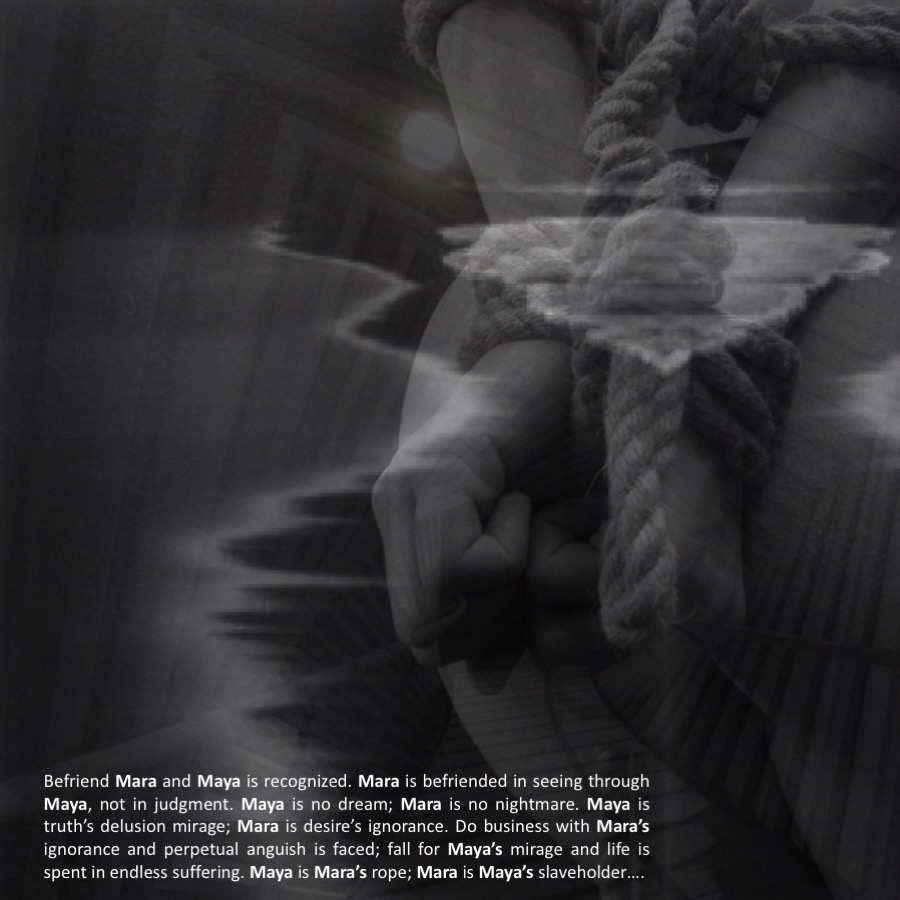 Befriend Mara and Maya is recognized. Mara is befriended in seeing through
Maya, not in judgment. Maya is no dream; Mara is no nightmare. Maya is
truth’s delusion mirage; Mara is desire’s ignorance. Do business with Mara’s
ignorance and perpetual anguish is faced; fall for Maya’s mirage and life is
spent in endless suffering. Maya is Mara’s rope; Mara is Maya’s slaveholder….